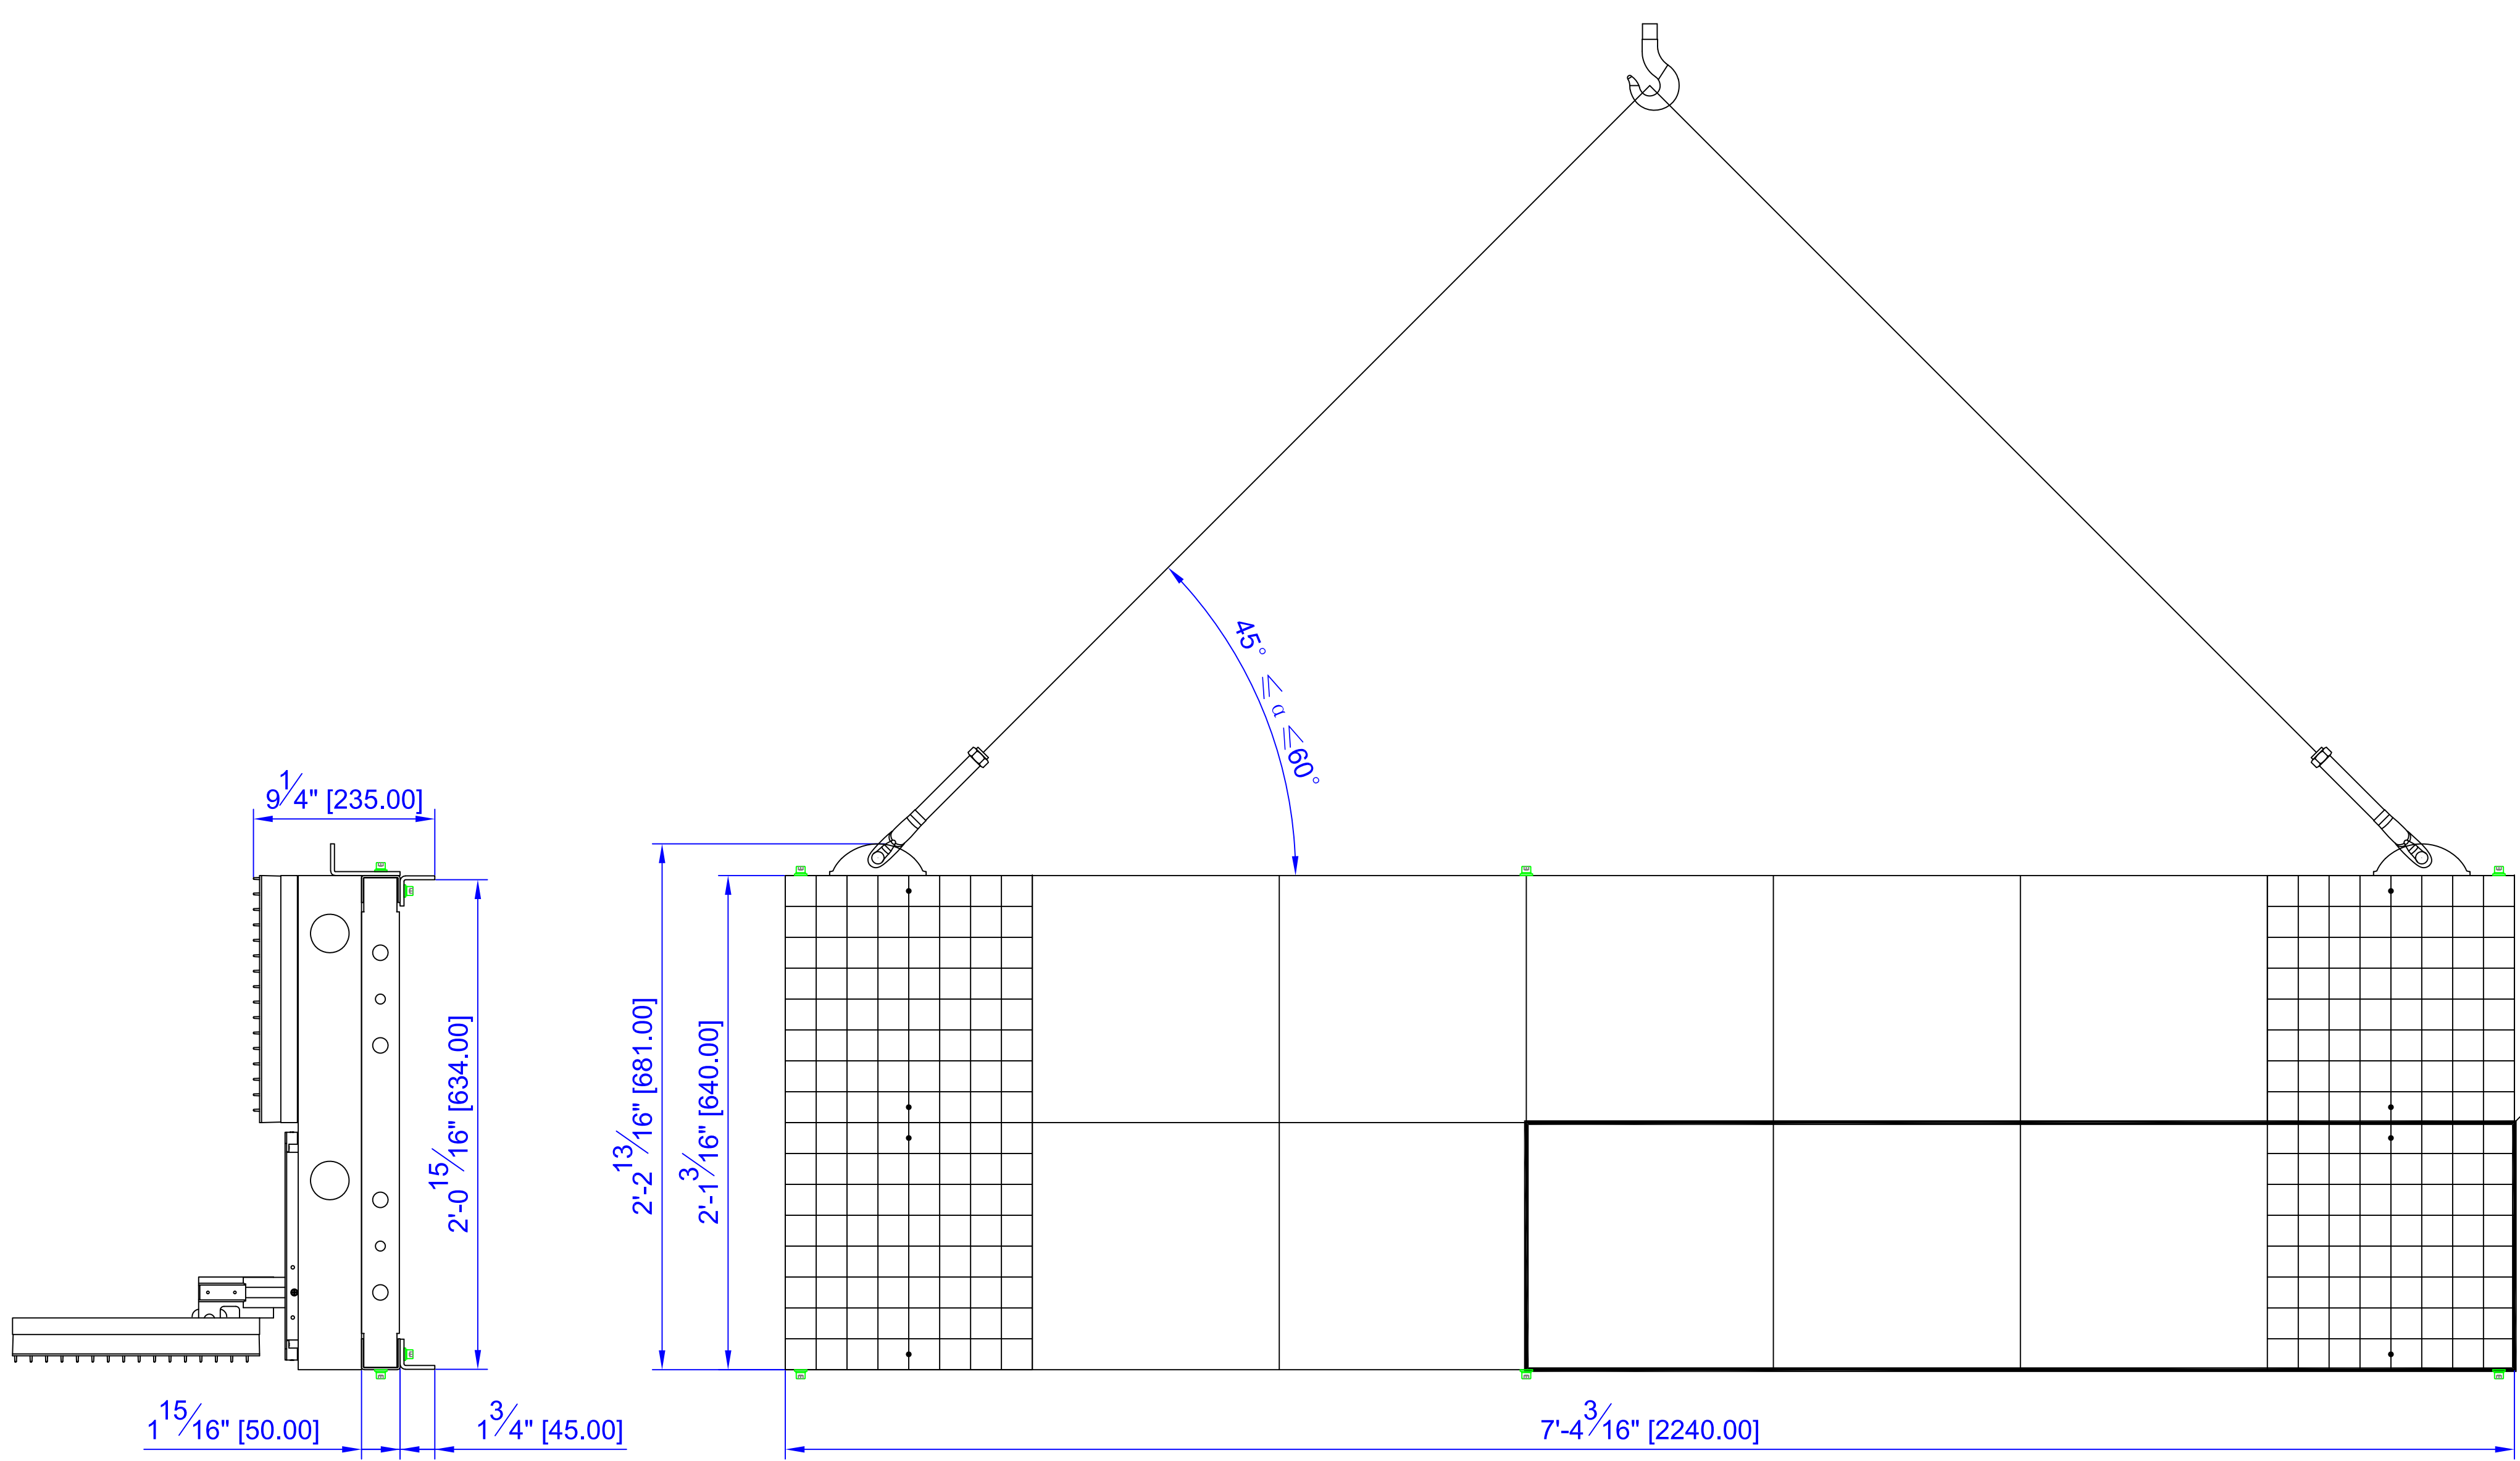 45° ≤ α ≤60°
9 1/4" [235.00]
2'-0 15/16" [634.00]
2'-2 13/16" [681.00]
2'-1 3/16" [640.00]
1 15/16" [50.00]
1 3/4" [45.00]
7'-4 3/16" [2240.00]